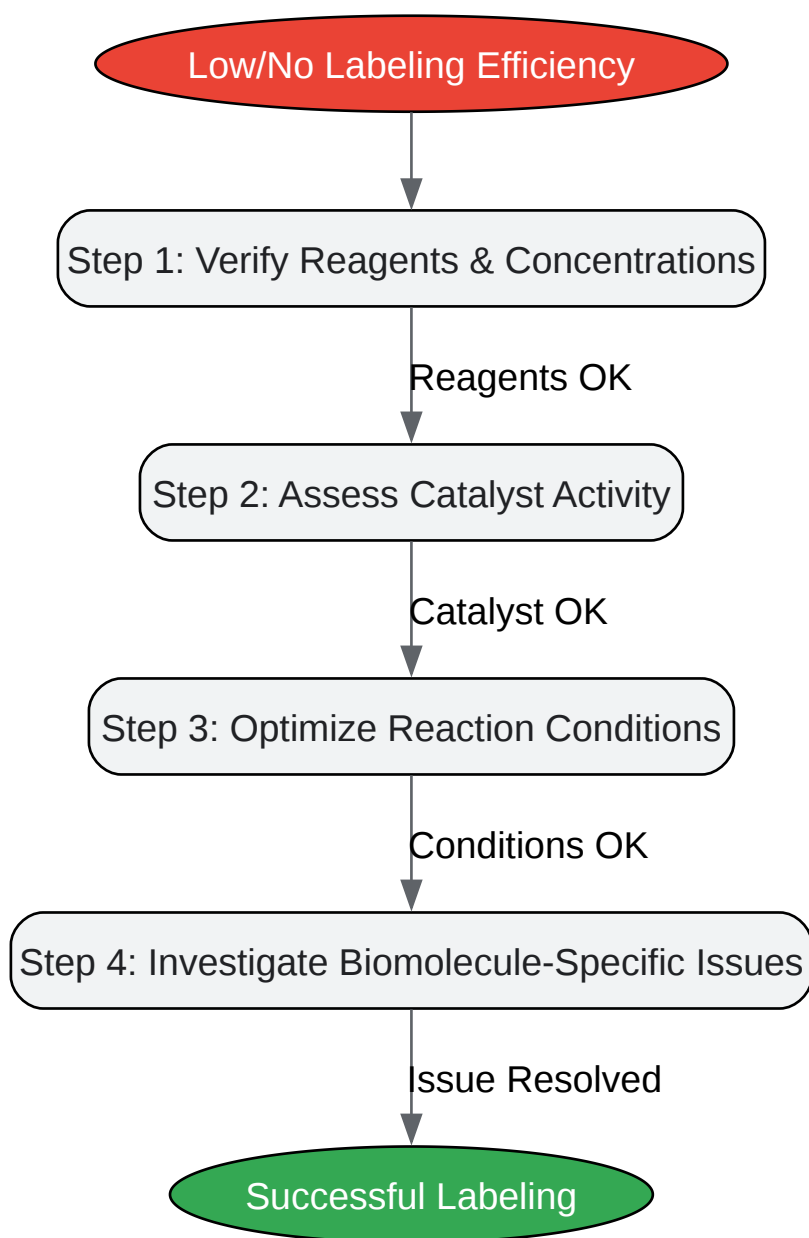 Low/No Labeling Efficiency
Step 1: Verify Reagents & Concentrations
Reagents OK
Step 2: Assess Catalyst Activity
Catalyst OK
Step 3: Optimize Reaction Conditions
Conditions OK
Step 4: Investigate Biomolecule-Specific Issues
Issue Resolved
Successful Labeling